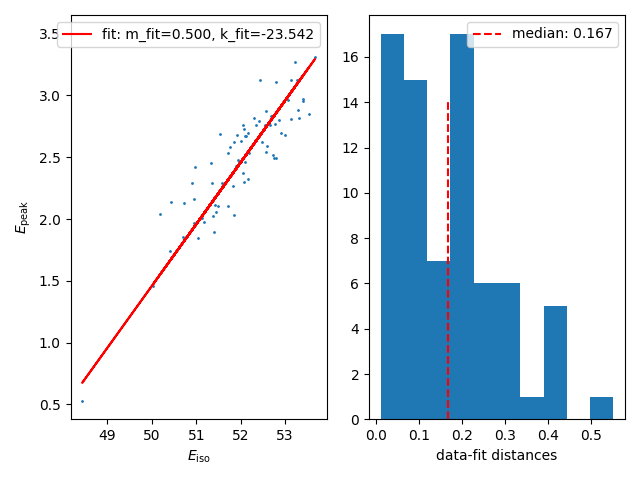 fit: m_fit=0.500, k_fit=-23.542
3.5
3.0
2.5
2.0
1.5
1.0
0.5
E_peak
49 50 51 52 53
E_iso
median: 0.167
16
14
12
10
8
6
4
2
0
0.0 0.1 0.2 0.3 0.4 0.5
data-fit distances